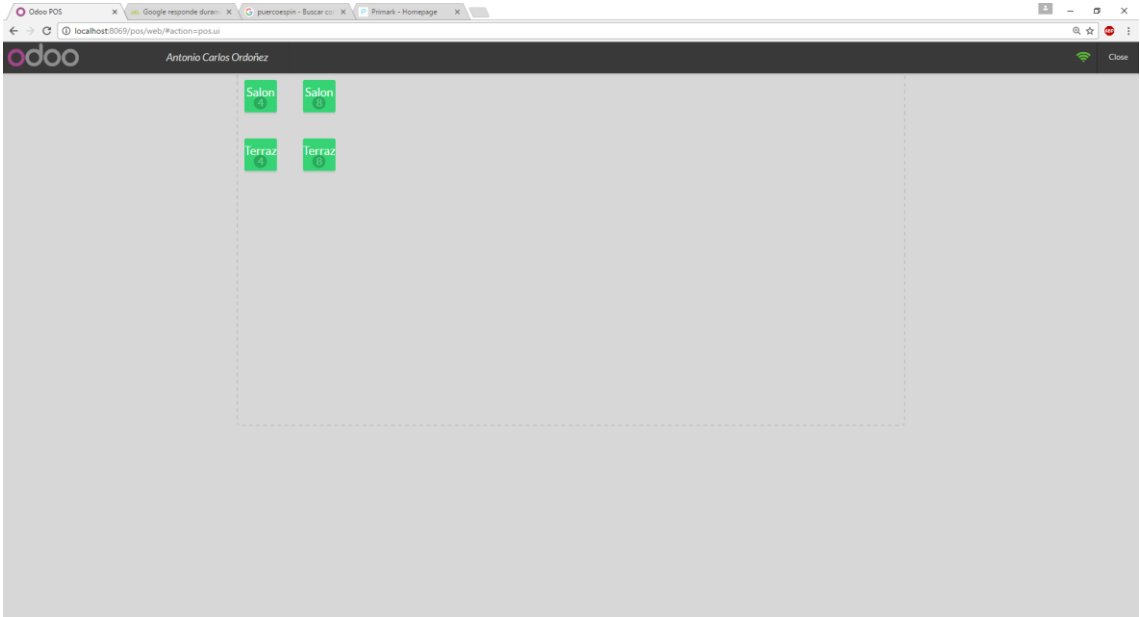 Odoo POS
Google responde duran
puercoespin - Buscar co
Primark - Homepage
localhost:8069/pos/web/#action=pos.ui
ABP
odoo
Antonio Carlos Ordoñez
Close
Salon Salon
4 8
Terraz Terraz
4 8